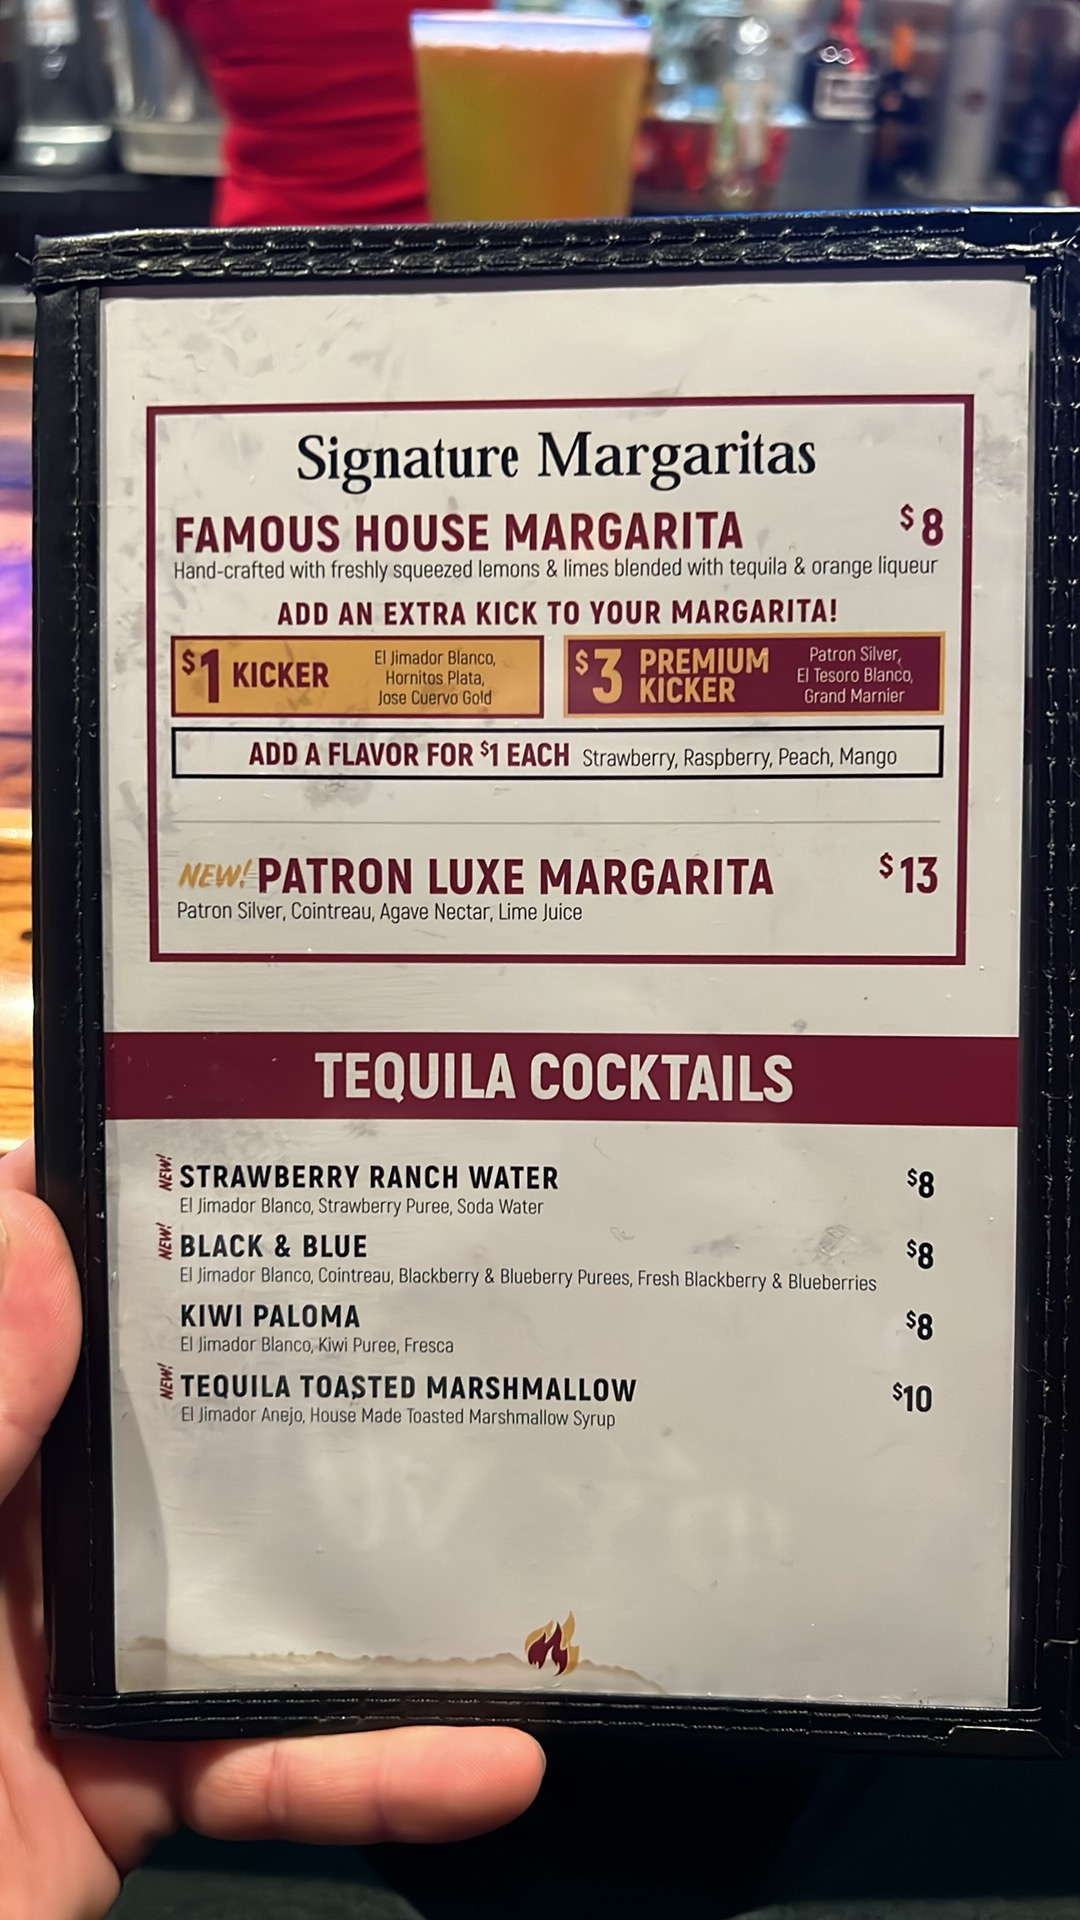 Signature Margaritas
FAMOUS HOUSE MARGARITA $8
Hand-crafted with freshly squeezed lemons & limes blended with tequila & orange liqueur
ADD AN EXTRA KICK TO YOUR MARGARITA!
$1 KICKER
El Jimador Blanco,
Hornitos Plata,
Jose Cuervo Gold
$3 PREMIUM
KICKER
Patron Silver,
El Tesoro Blanco,
Grand Marnier
ADD A FLAVOR FOR $1 EACH Strawberry, Raspberry, Peach, Mango
NEW! PATRON LUXE MARGARITA $13
Patron Silver, Cointreau, Agave Nectar, Lime Juice
TEQUILA COCKTAILS
NEW! STRAWBERRY RANCH WATER $8
El Jimador Blanco, Strawberry Puree, Soda Water
NEW! BLACK & BLUE $8
El Jimador Blanco, Cointreau, Blackberry & Blueberry Purees, Fresh Blackberry & Blueberries
KIWI PALOMA $8
El Jimador Blanco, Kiwi Puree, Fresca
NEW! TEQUILA TOASTED MARSHMALLOW $10
El Jimador Anejo, House Made Toasted Marshmallow Syrup